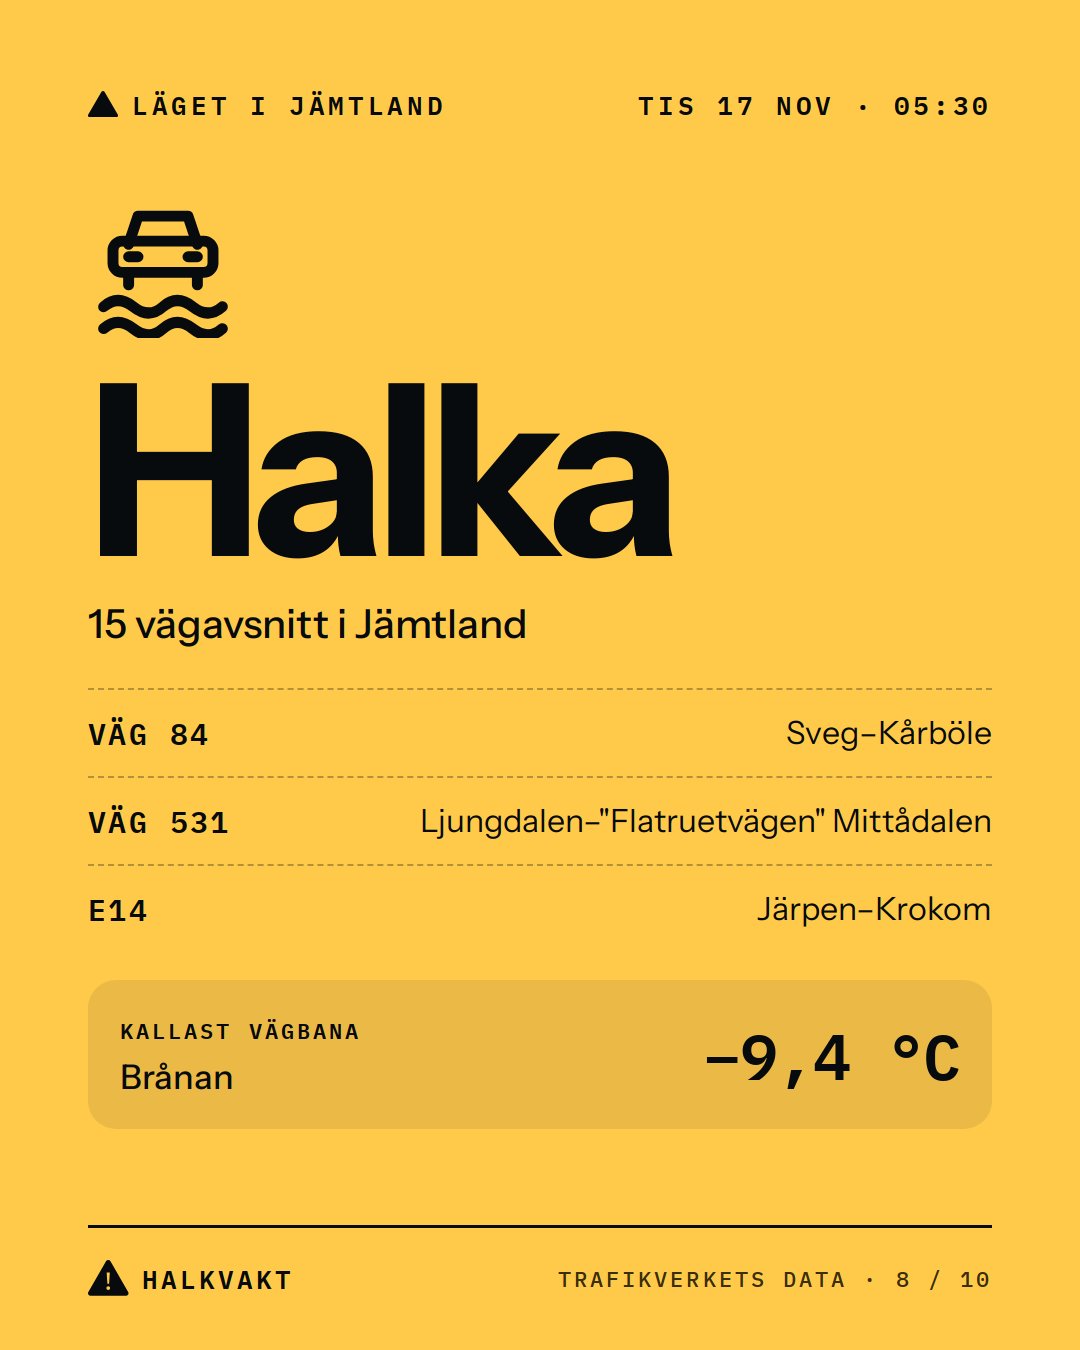 LÄGET I JÄMTLAND
TIS 17 NOV · 05:30
Halka
15 vägavsnitt i Jämtland
VÄG 84 Sveg–Kårböle
VÄG 531 Ljungdalen–"Flatruetvägen" Mittådalen
E14 Järpen–Krokom
KALLAST VÄGBANA
Brånan
−9,4 °C
HALKVAKT
TRAFIKVERKETS DATA · 8 / 10